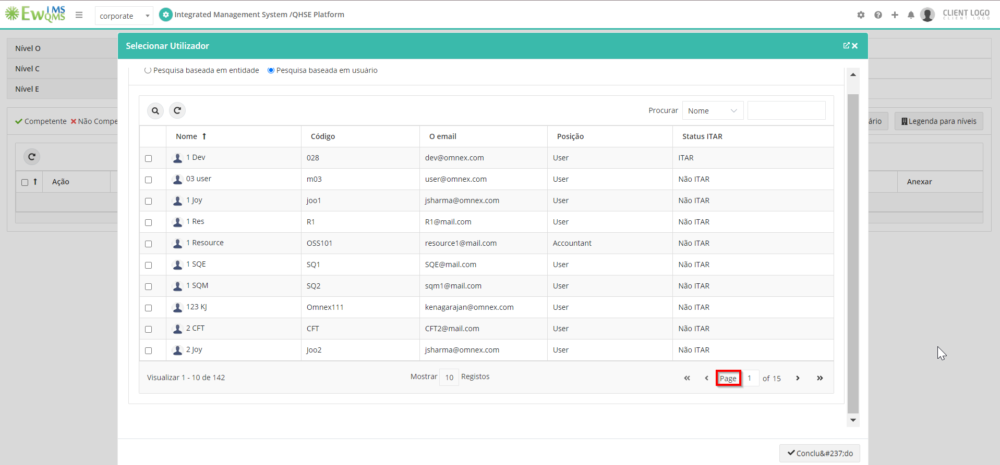 EwIMS QMS
corporate
Integrated Management System /QHSE Platform
CLIENT LOGO
CLIENT LOGO
Nível O
Nível C
Nível E
Selecionar Utilizador
Pesquisa baseada em entidade Pesquisa baseada em usuário
Competente Não Compe
ário Legenda para níveis
Procurar Nome
Ação
Anexar
Nome Código O email Posição Status ITAR
1 Dev 028 dev@omnex.com User ITAR
03 user m03 user@omnex.com User Não ITAR
1 Joy joo1 jsharma@omnex.com User Não ITAR
1 Res R1 R1@mail.com User Não ITAR
1 Resource OSS101 resource1@mail.com Accountant Não ITAR
1 SQE SQ1 SQE@mail.com User Não ITAR
1 SQM SQ2 sqm1@mail.com User Não ITAR
123 KJ Omnex111 kenagarajan@omnex.com User Não ITAR
2 CFT CFT CFT2@mail.com User Não ITAR
2 Joy Joo2 jsharma@omnex.com User Não ITAR
Visualizar 1 - 10 de 142 Mostrar 10 Registos « ‹ Page 1 of 15 › »
Conclu&#237;do